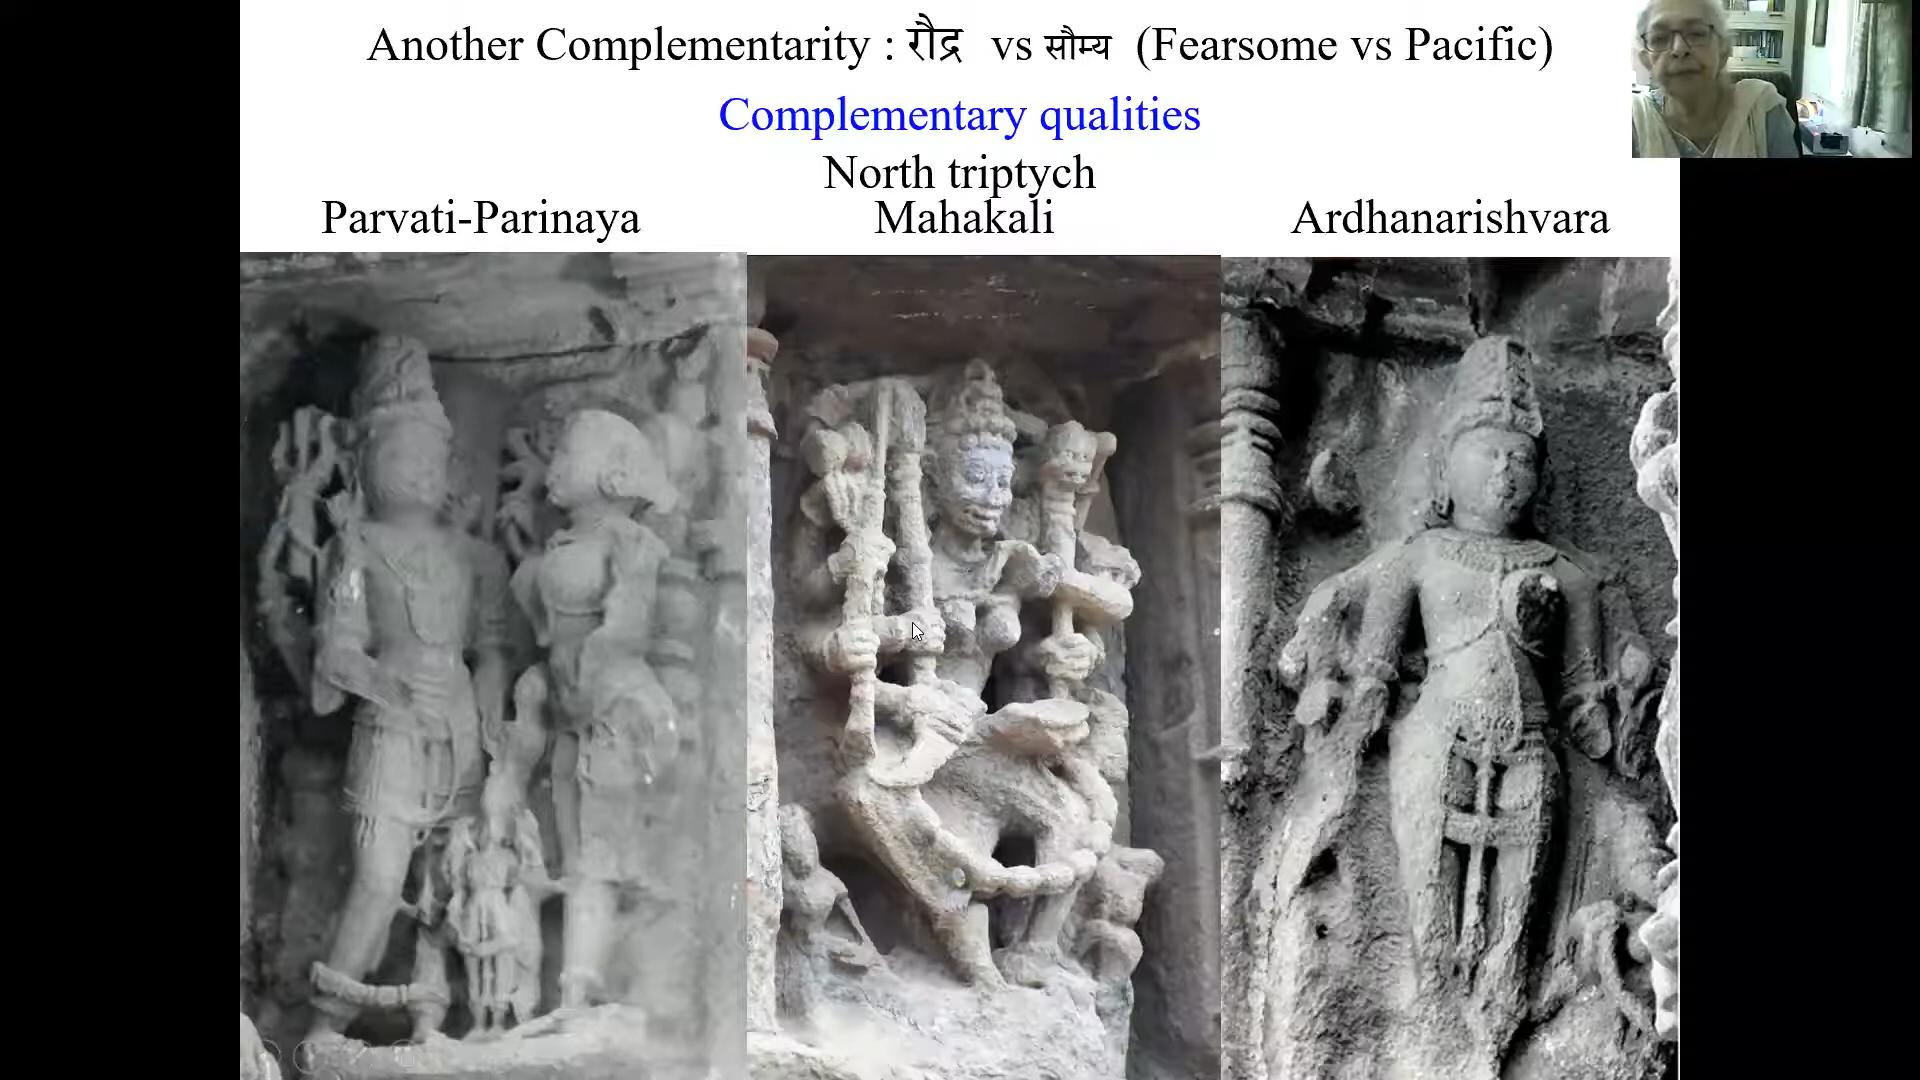 Another Complementarity : रौद्र vs सौम्य (Fearsome vs Pacific)
Complementary qualities
North triptych
Parvati-Parinaya Mahakali Ardhanarishvara